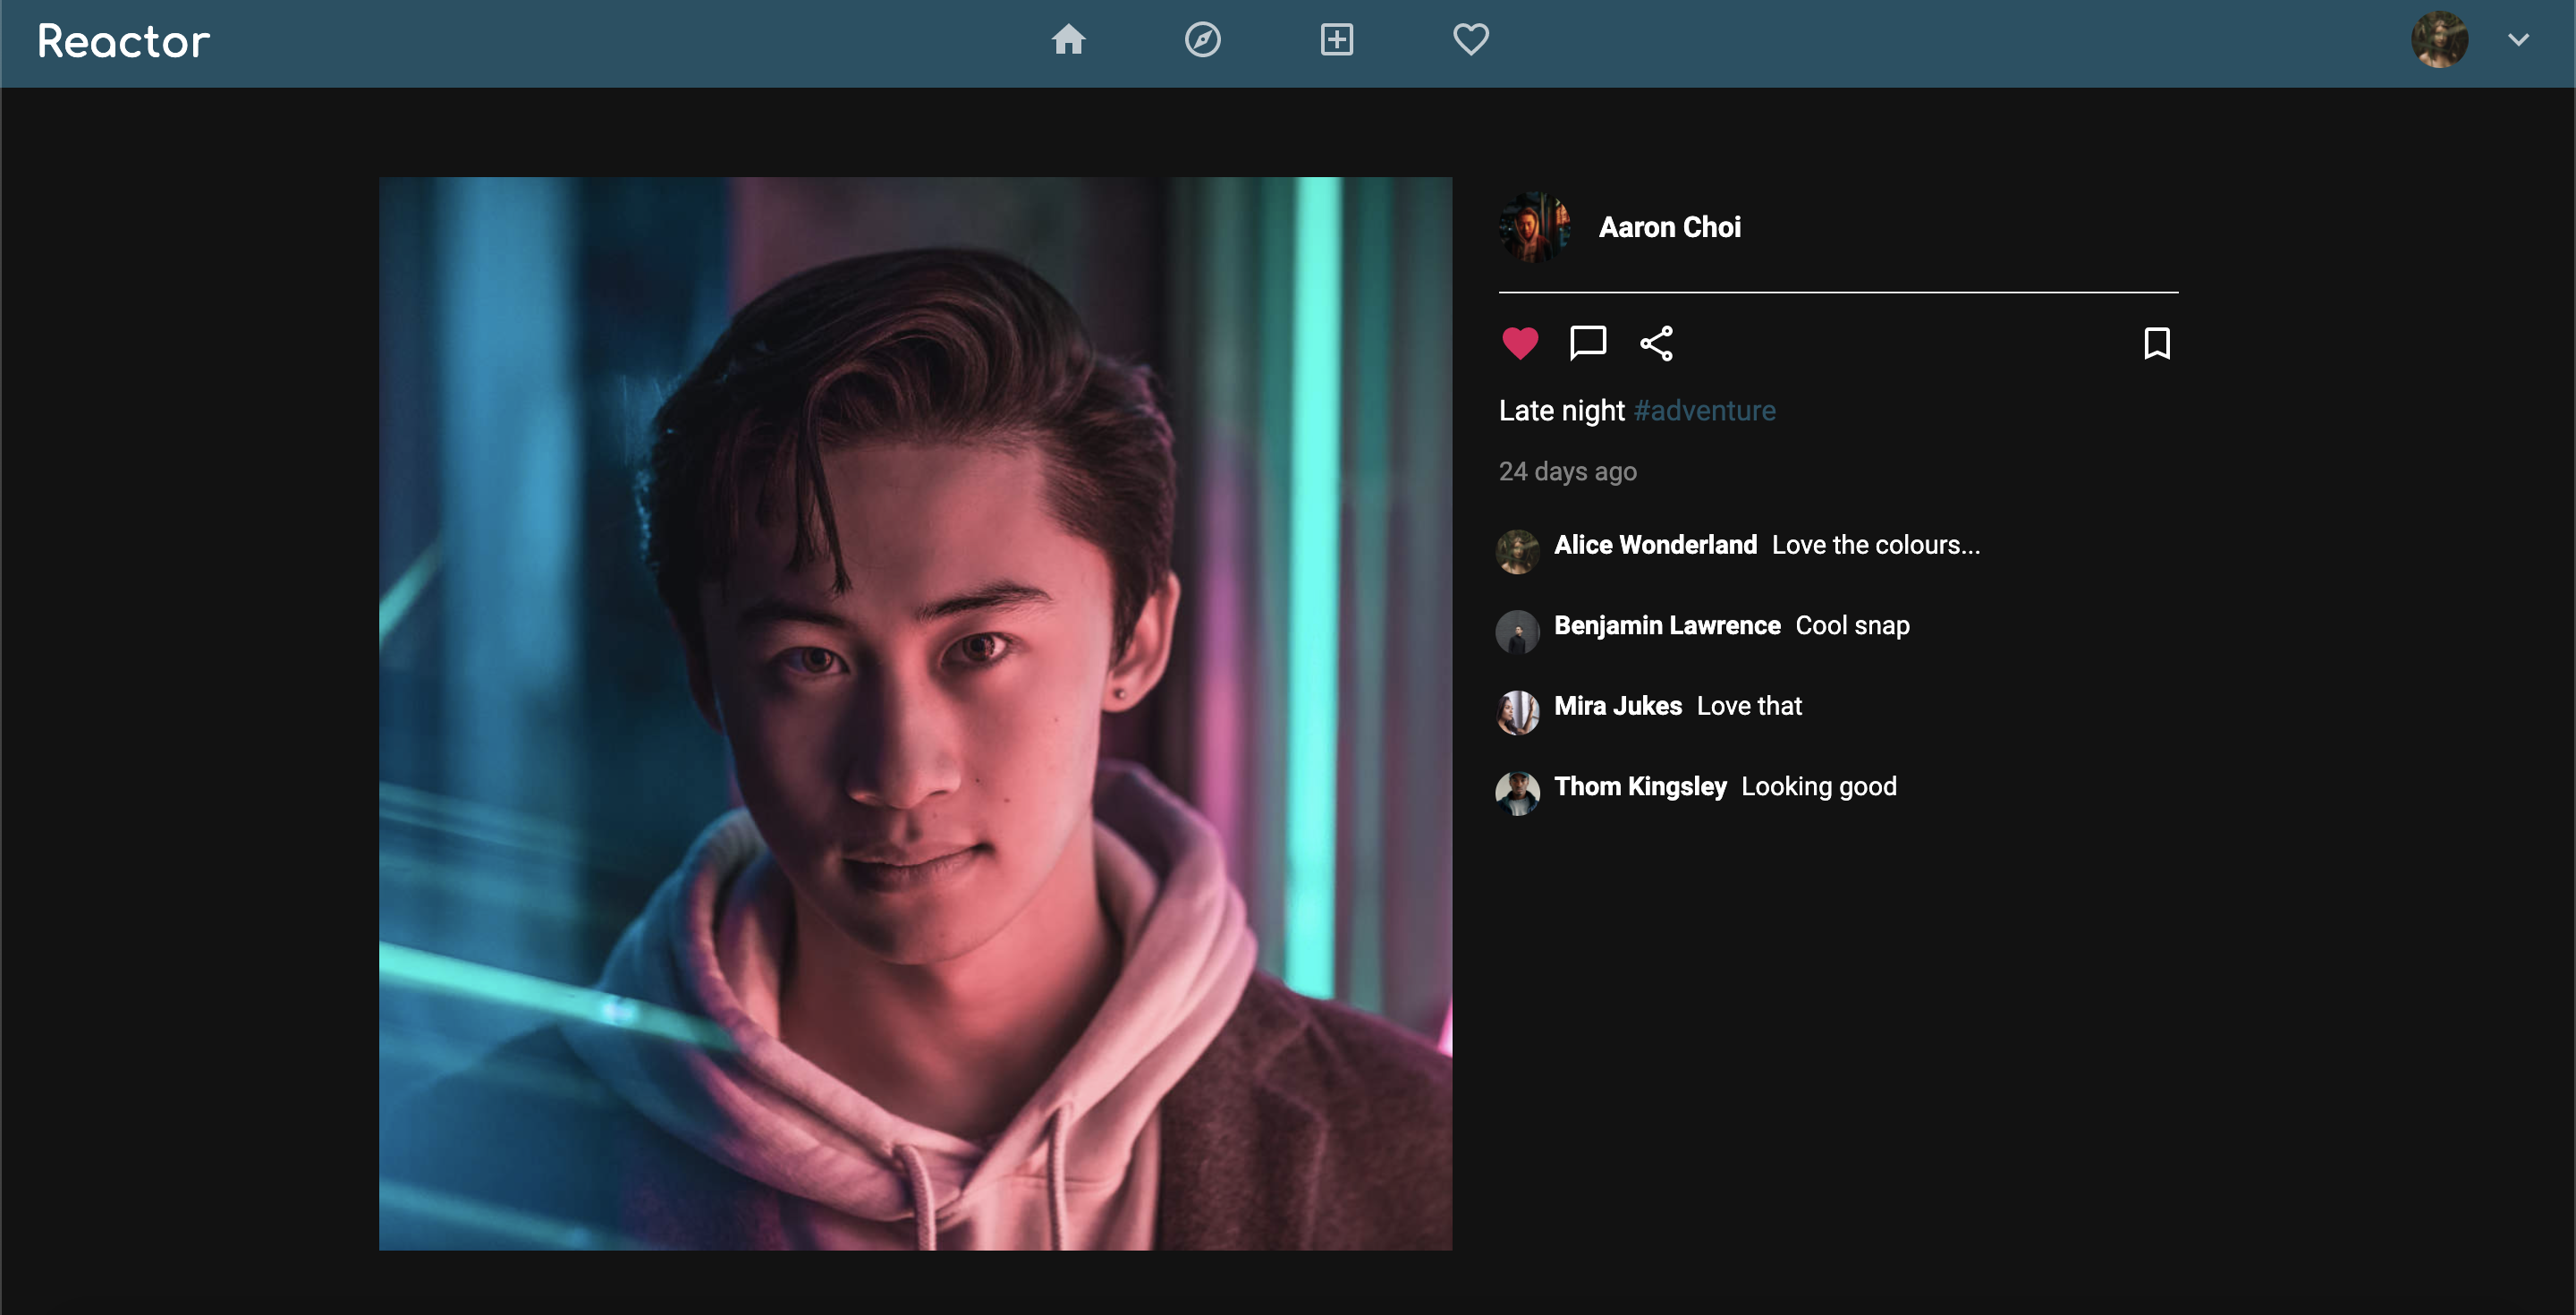 Reactor
Aaron Choi
Late night #adventure
24 days ago
Alice Wonderland Love the colours...
Benjamin Lawrence Cool snap
Mira Jukes Love that
Thom Kingsley Looking good